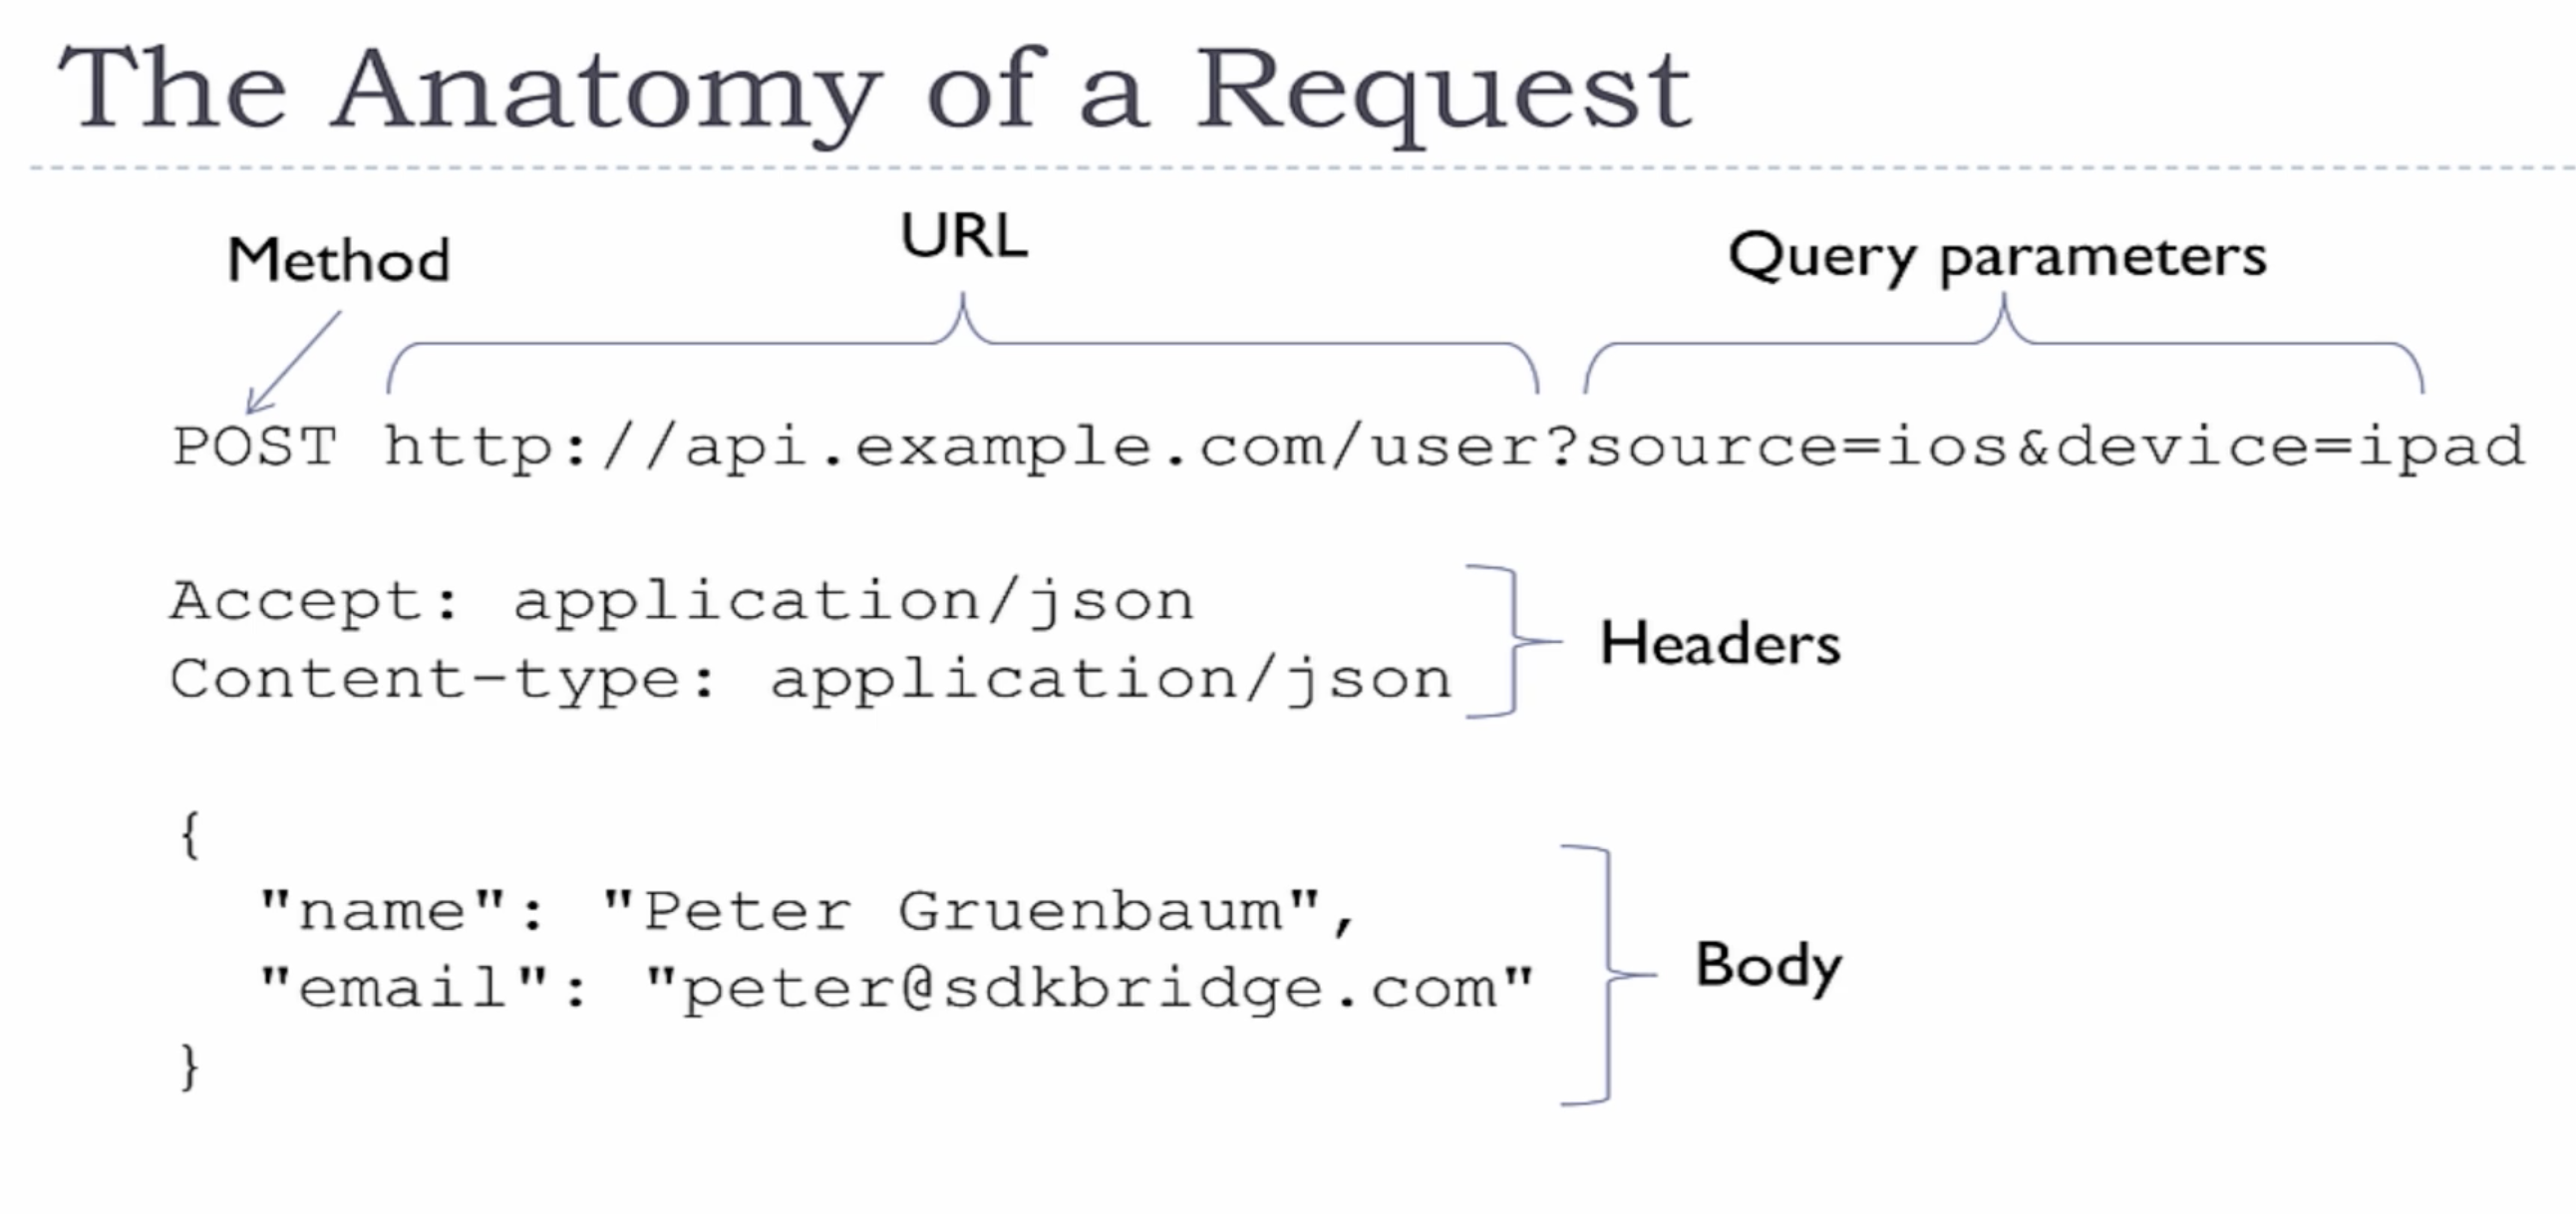 The Anatomy of a Request
Method
URL
Query parameters
POST http://api.example.com/user?source=ios&device=ipad
Accept: application/json
Content-type: application/json
Headers
{
"name": "Peter Gruenbaum",
"email": "peter@sdkbridge.com"
}
Body